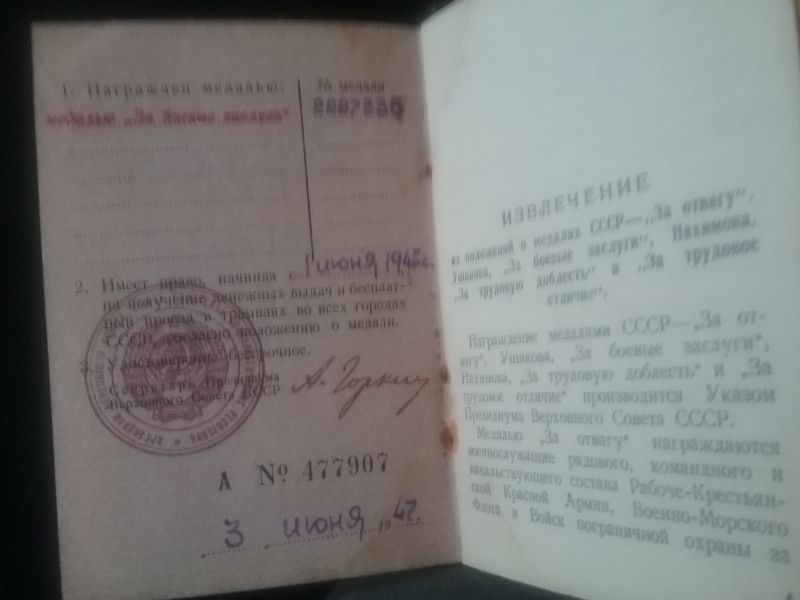 1. Награжден медалью:
№ медали
медалью „За боевые заслуги"
2. Имеет право, начиная с 1 июня 1945 г.
на получение денежных выдач и бесплат-
ный проезд в трамваях во всех городах
СССР, согласно положению о медали.
3. Удостоверение бессрочное.
Секретарь Президиума
Верховного Совета СССР
А. Горкин
А № 477907
3 июня 1947 г.
ИЗВЛЕЧЕНИЕ
из положений о медалях СССР—„За отвагу",
Ушакова, „За боевые заслуги", Нахимова,
„За трудовую доблесть" и „За трудовое
отличие".
Награждение медалями СССР—„За от-
вагу", Ушакова, „За боевые заслуги",
Нахимова, „За трудовую доблесть" и „За
трудовое отличие" производится Указом
Президиума Верховного Совета СССР.
Медалью „За отвагу" награждаются
военнослужащие рядового, командного и
начальствующего состава Рабоче-Крестьян-
ской Красной Армии, Военно-Морского
Флота и Войск пограничной охраны за